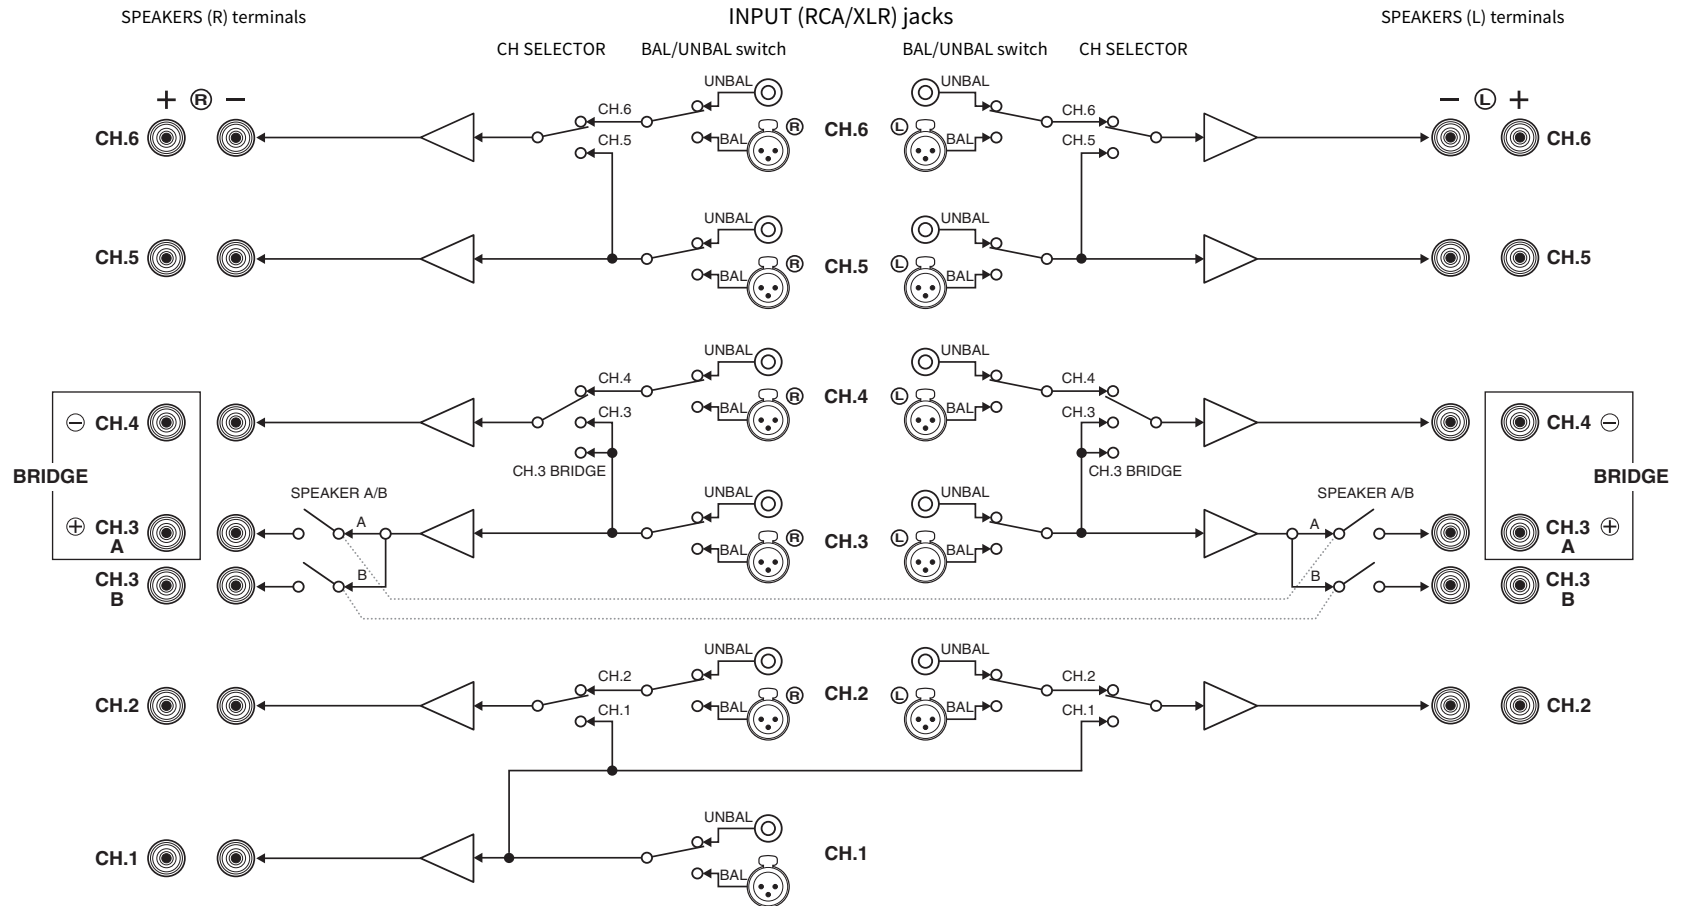 SPEAKERS (R) terminals
INPUT (RCA/XLR) jacks
SPEAKERS (L) terminals
CH SELECTOR
BAL/UNBAL switch
BAL/UNBAL switch
CH SELECTOR
+ Ⓡ −
− Ⓛ +
UNBAL
UNBAL
CH.6
CH.6
CH.6
BAL
Ⓡ
CH.6
Ⓛ
BAL
CH.6
CH.5
CH.5
UNBAL
UNBAL
CH.5
BAL
Ⓡ
CH.5
Ⓛ
BAL
CH.5
UNBAL
UNBAL
CH.4
CH.4
⊖ CH.4
CH.3
BAL
Ⓡ
CH.4
Ⓛ
BAL
CH.3
CH.4 ⊖
CH.3 BRIDGE
CH.3 BRIDGE
BRIDGE
BRIDGE
SPEAKER A/B
UNBAL
UNBAL
SPEAKER A/B
⊕ CH.3
A
A
BAL
Ⓡ
CH.3
Ⓛ
BAL
A
CH.3 ⊕
A
CH.3
B
B
B
CH.3
B
UNBAL
UNBAL
CH.2
CH.2
CH.2
CH.1
BAL
Ⓡ
CH.2
Ⓛ
BAL
CH.1
CH.2
UNBAL
CH.1
BAL
CH.1